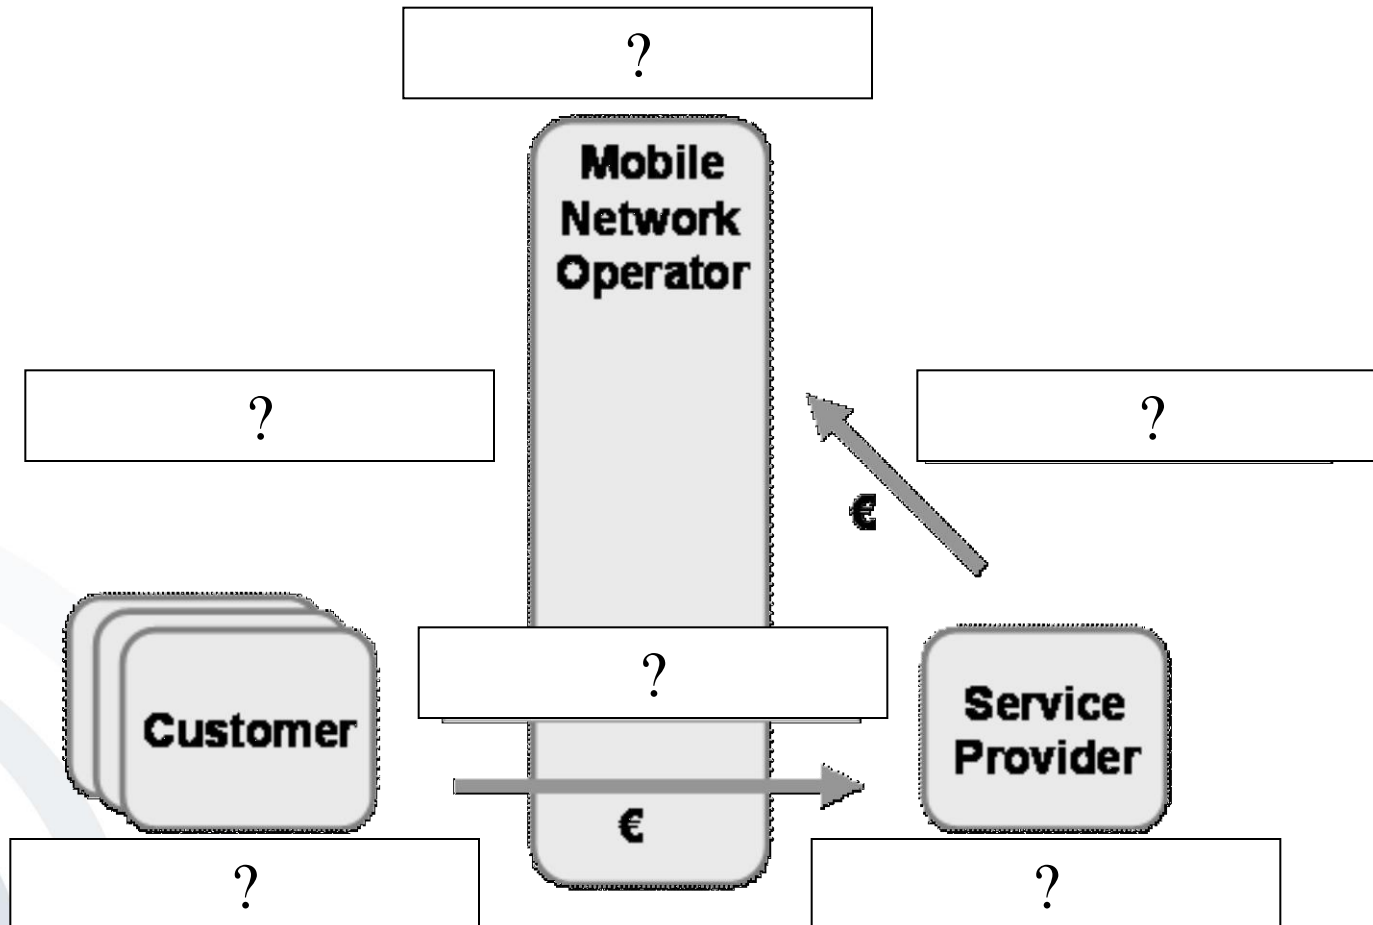 ?
Mobile
Network
Operator
?
?
€
?
Customer
Service
Provider
€
?
?